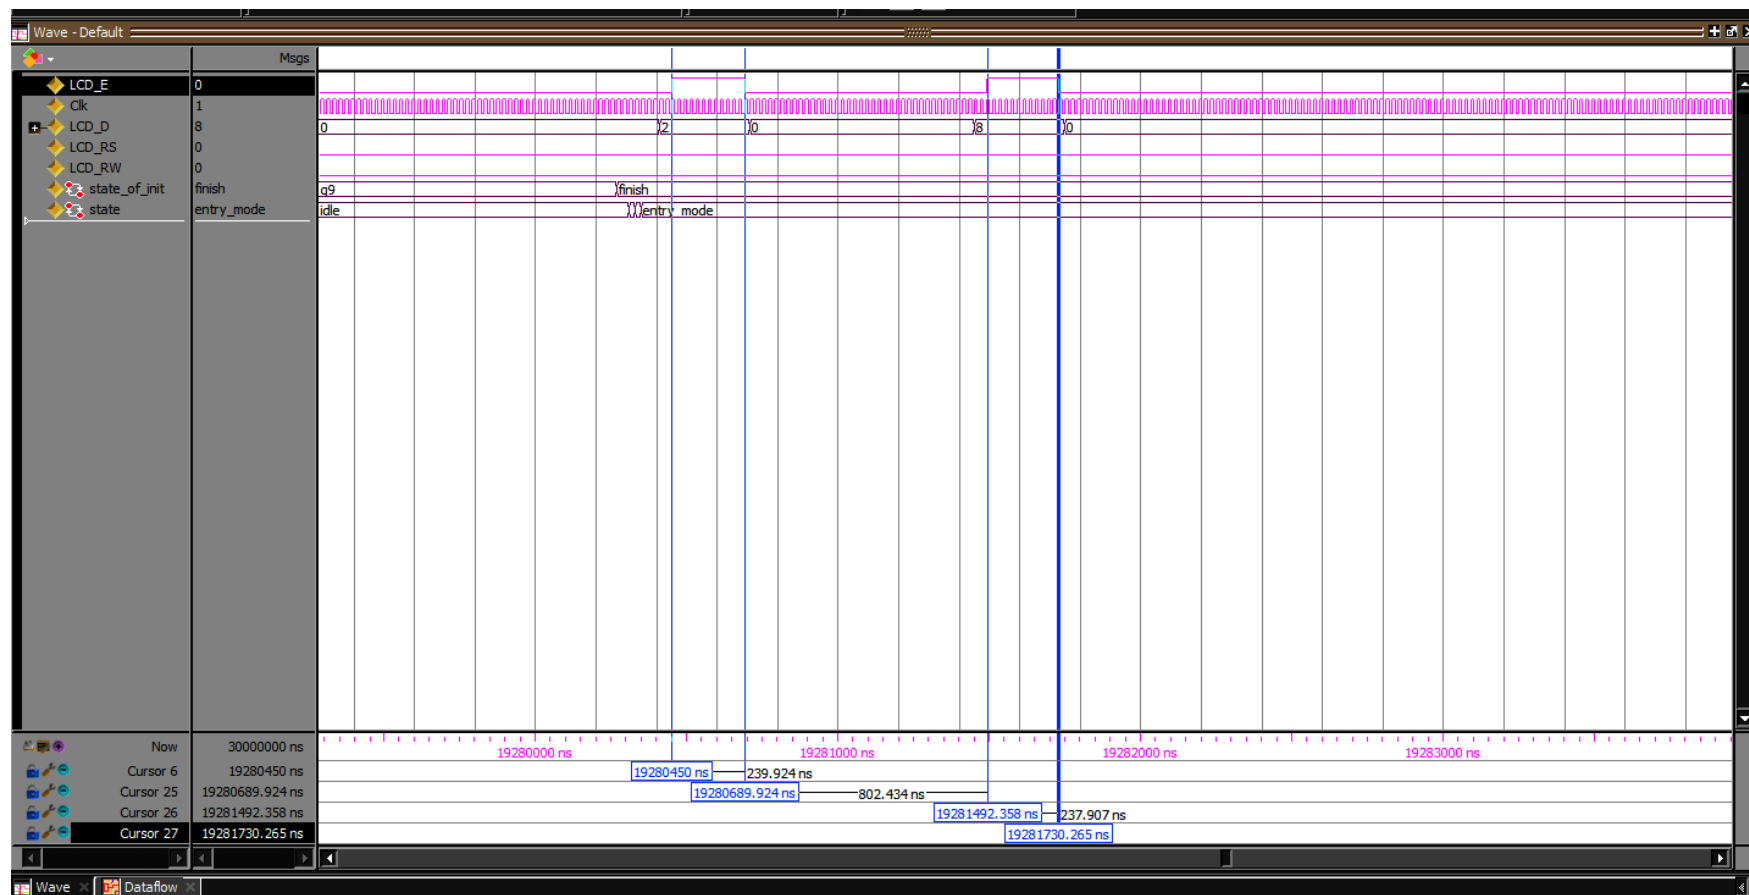 Wave - Default
Msgs
LCD_E 0
Clk 1
LCD_D 8 0 2 0 8 0
LCD_RS 0
LCD_RW 0
state_of_init finish g9 finish
state entry_mode idle entry_mode
Now 30000000 ns 19280000 ns 19281000 ns 19282000 ns 19283000 ns
Cursor 6 19280450 ns 19280450 ns 239.924 ns
Cursor 25 19280689.924 ns 19280689.924 ns 802.434 ns
Cursor 26 19281492.358 ns 19281492.358 ns 237.907 ns
Cursor 27 19281730.265 ns 19281730.265 ns
Wave Dataflow